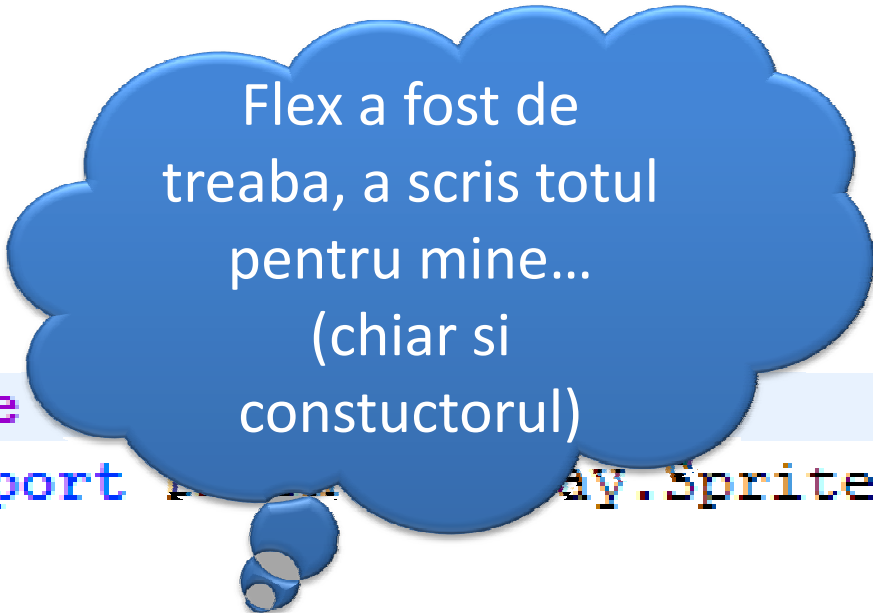 Flex a fost de
treaba, a scris totul
pentru mine…
(chiar si
constuctorul)
e
port ay.Sprite